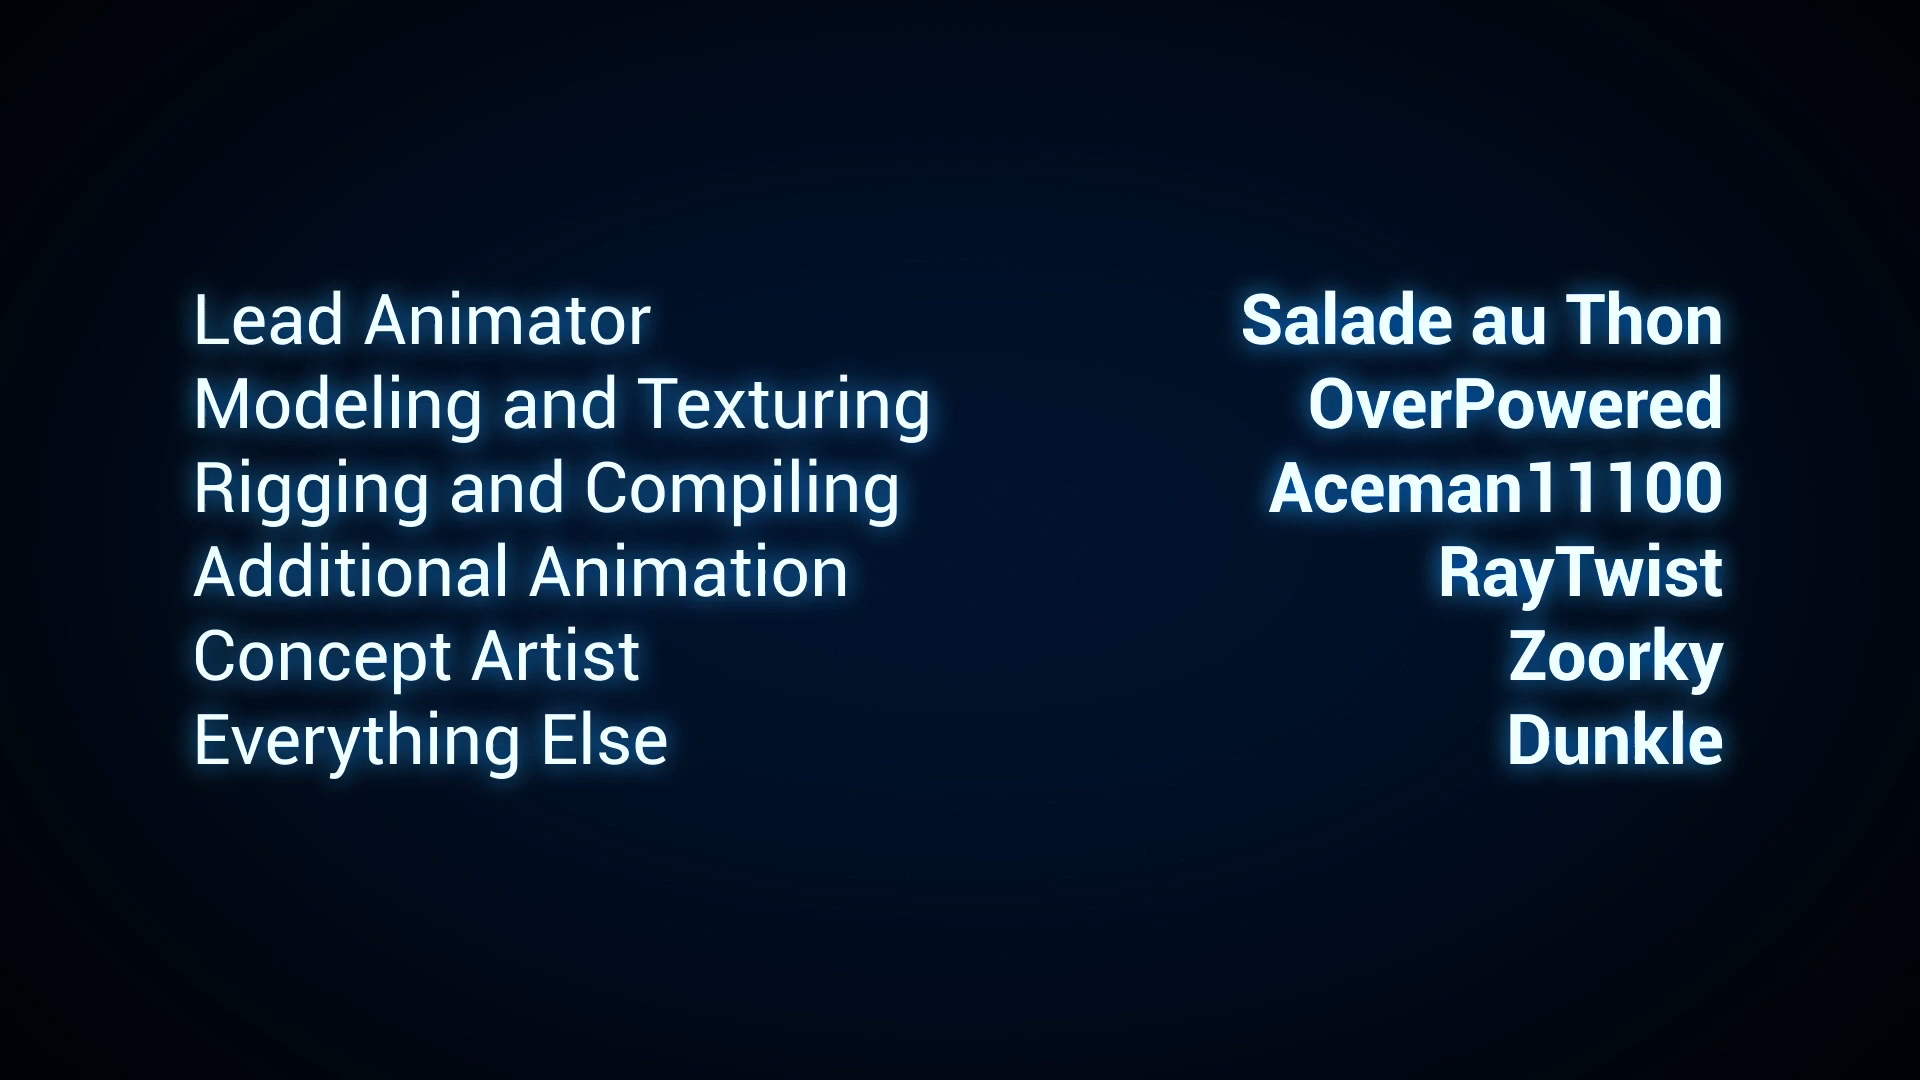 Lead Animator Salade au Thon
Modeling and Texturing OverPowered
Rigging and Compiling Aceman11100
Additional Animation RayTwist
Concept Artist Zoorky
Everything Else Dunkle